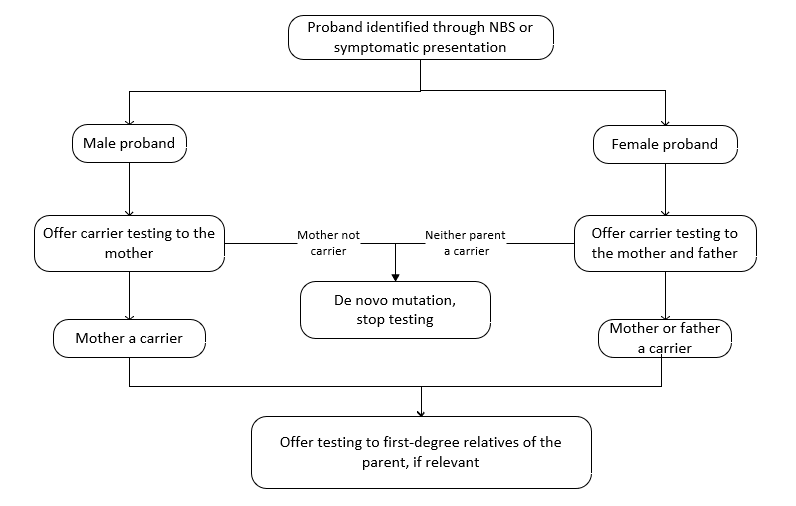 Proband identified through NBS or
symptomatic presentation
Male proband
Female proband
Offer carrier testing to the
mother
Mother not
carrier
Neither parent
a carrier
Offer carrier testing to
the mother and father
De novo mutation,
stop testing
Mother a carrier
Mother or father
a carrier
Offer testing to first-degree relatives of the
parent, if relevant